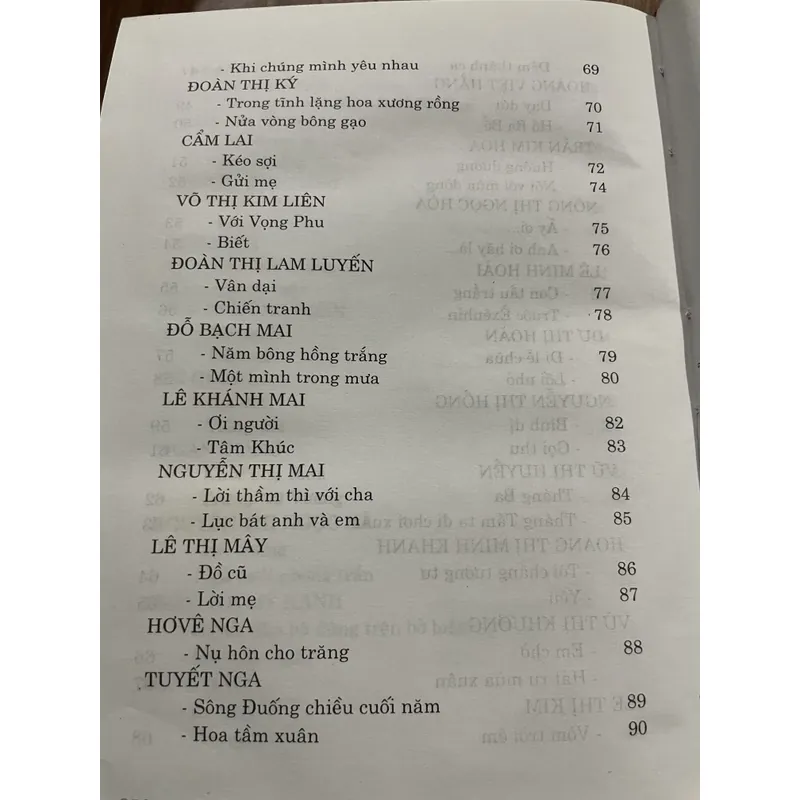 - Khi chúng mình yêu nhau 69
ĐOÀN THỊ KÝ
- Trong tĩnh lặng hoa xương rồng 70
- Nửa vòng bông gạo 71
CẨM LAI
- Kéo sợi 72
- Gửi mẹ 74
VÕ THỊ KIM LIÊN
- Với Vọng Phu 75
- Biết 76
ĐOÀN THỊ LAM LUYẾN
- Vân dại 77
- Chiến tranh 78
ĐỖ BẠCH MAI
- Năm bông hồng trắng 79
- Một mình trong mưa 80
LÊ KHÁNH MAI
- Ơi người 82
- Tâm Khúc 83
NGUYỄN THỊ MAI
- Lời thầm thì với cha 84
- Lục bát anh và em 85
LÊ THỊ MÂY
- Đồ cũ 86
- Lời mẹ 87
HƠVÊ NGA
- Nụ hôn cho trăng 88
TUYẾT NGA
- Sông Đuống chiều cuối năm 89
- Hoa tầm xuân 90